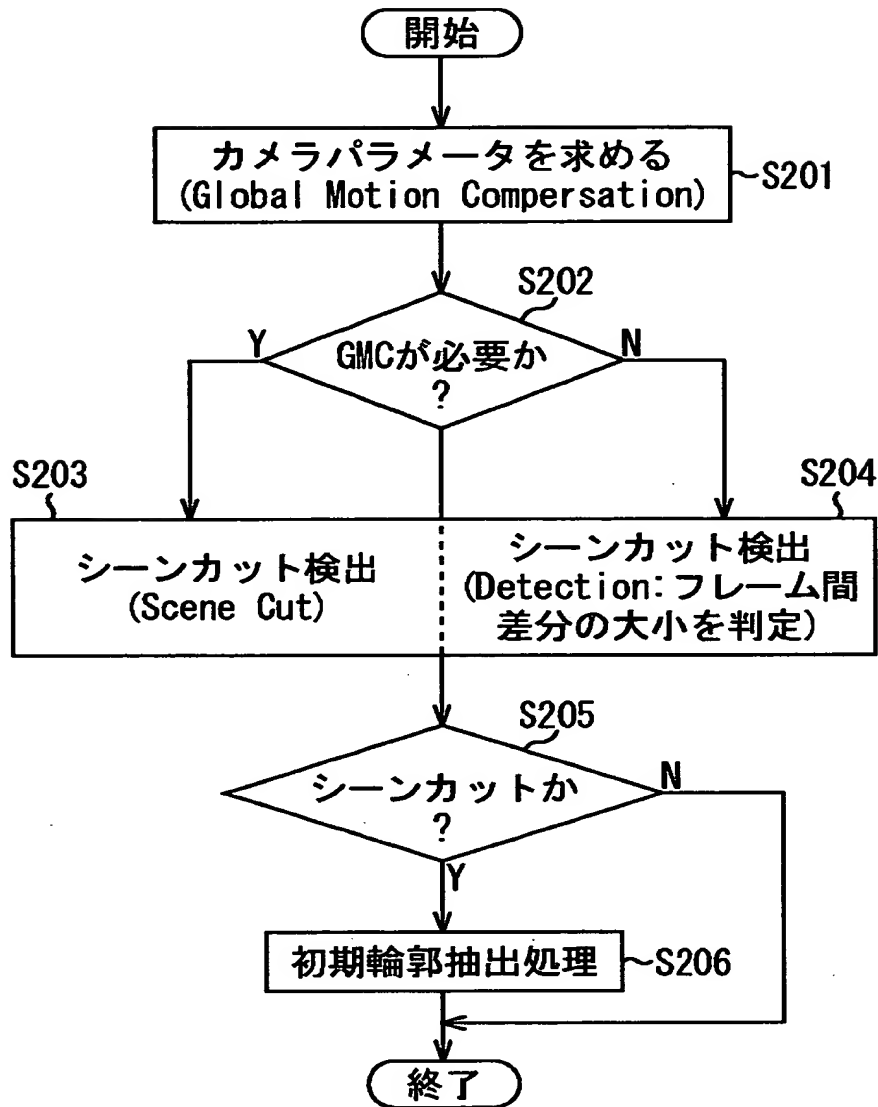 開始
カメラパラメータを求める
(Global Motion Compersation)
S201
S202
Y
N
GMCが必要か
?
S203
S204
シーンカット検出
(Scene Cut)
シーンカット検出
(Detection:フレーム間
差分の大小を判定)
S205
シーンカットか
?
N
Y
初期輪郭抽出処理
S206
終了